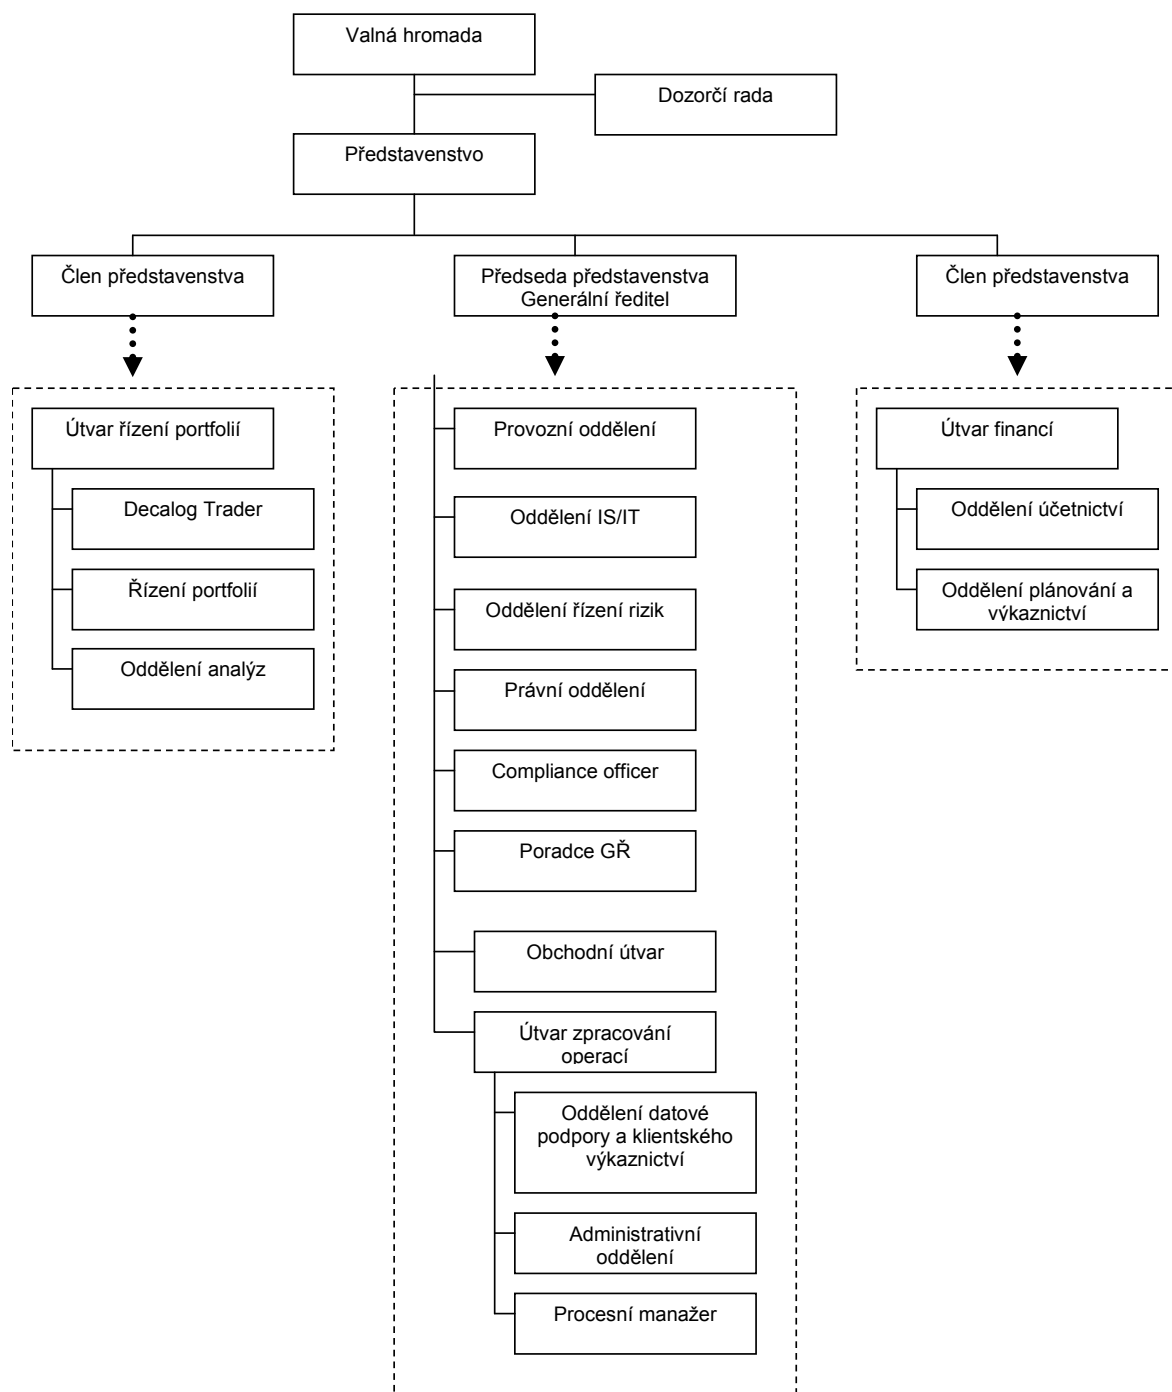 Valná hromada
Dozorčí rada
Představenstvo
Člen představenstva
Předseda představenstva
Generální ředitel
Člen představenstva
Útvar řízení portfolií
Decalog Trader
Řízení portfolií
Oddělení analýz
Provozní oddělení
Oddělení IS/IT
Oddělení řízení rizik
Právní oddělení
Compliance officer
Poradce GŘ
Obchodní útvar
Útvar zpracování
operací
Oddělení datové
podpory a klientského
výkaznictví
Administrativní
oddělení
Procesní manažer
Útvar financí
Oddělení účetnictví
Oddělení plánování a
výkaznictví